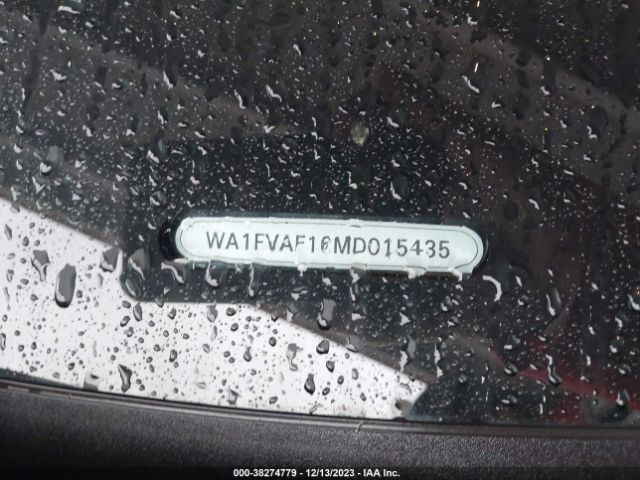 WA1FVAF16MD015435
000-38274779 - 12/13/2023 - IAA Inc.